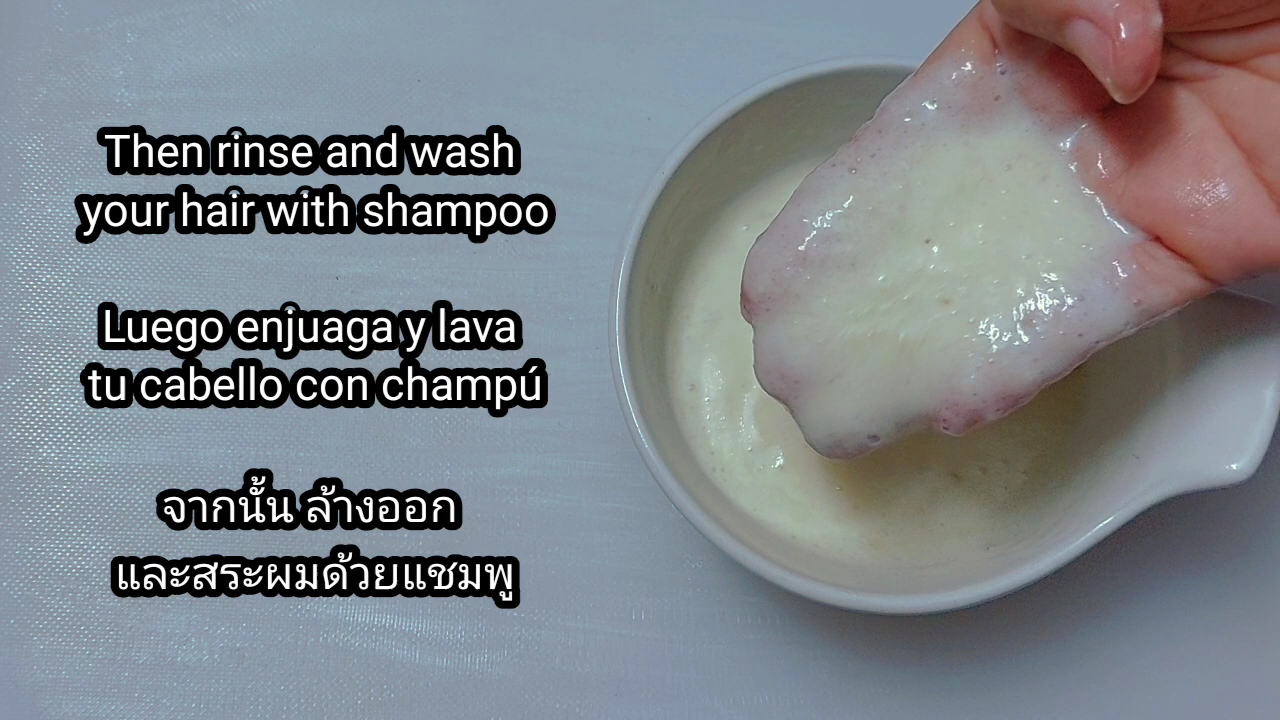 Then rinse and wash
your hair with shampoo
Luego enjuaga y lava
tu cabello con champú
จากนั้น ล้างออก
และสระผมด้วยแชมพู